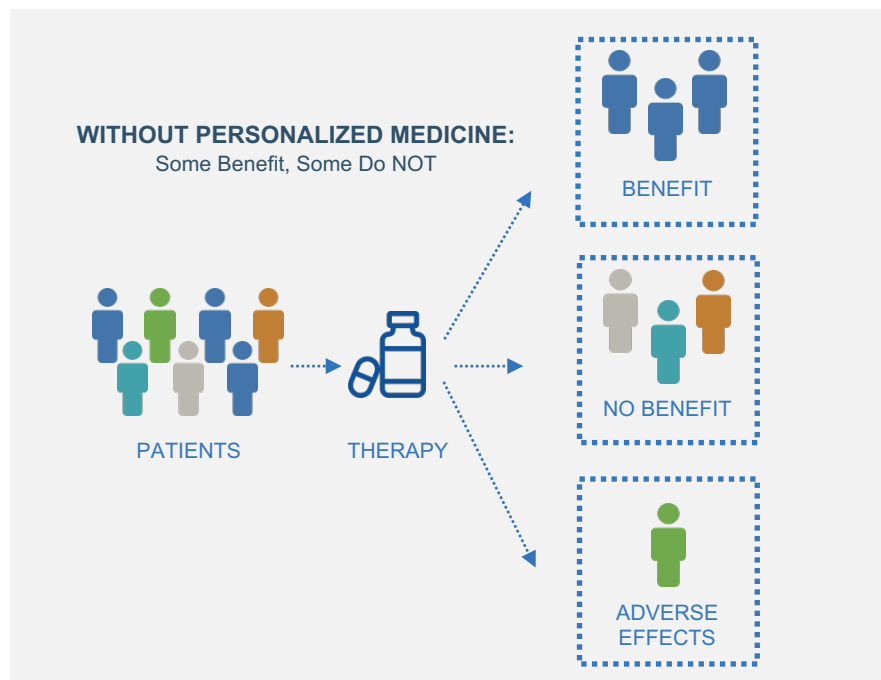 WITHOUT PERSONALIZED MEDICINE:
Some Benefit, Some Do NOT
PATIENTS
THERAPY
BENEFIT
NO BENEFIT
ADVERSE
EFFECTS